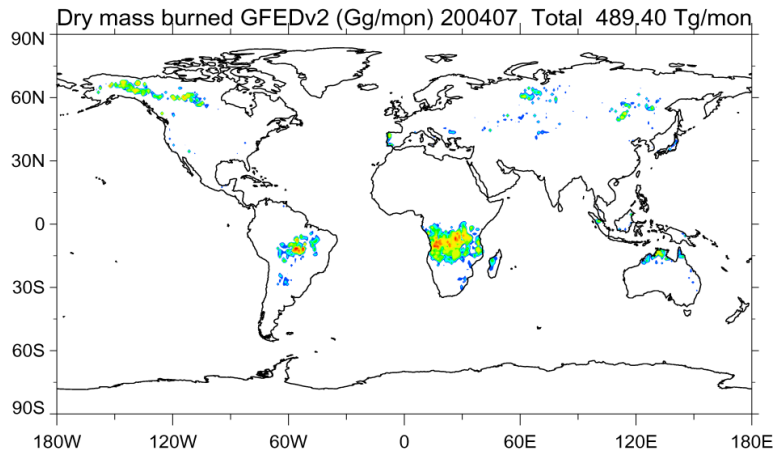 Dry mass burned GFEDv2 (Gg/mon) 200407 Total 489.40 Tg/mon
90N
60N
30N
0
30S
60S
90S
180W 120W 60W 0 60E 120E 180E